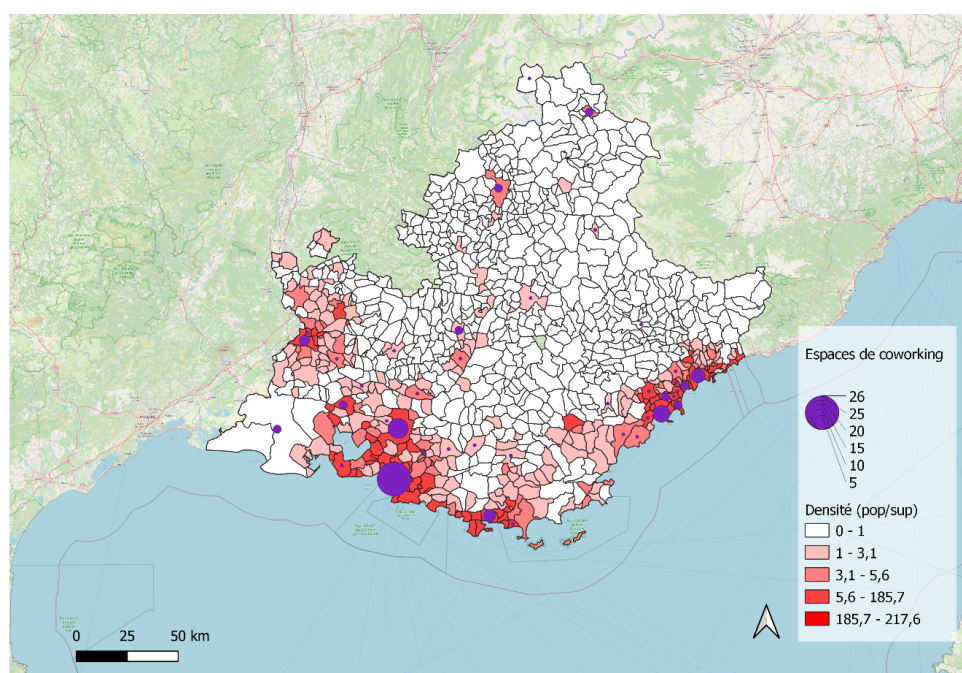 Espaces de coworking
26
25
20
15
10
5
Densité (pop/sup)
0 - 1
1 - 3,1
3,1 - 5,6
5,6 - 185,7
185,7 - 217,6
0 25 50 km